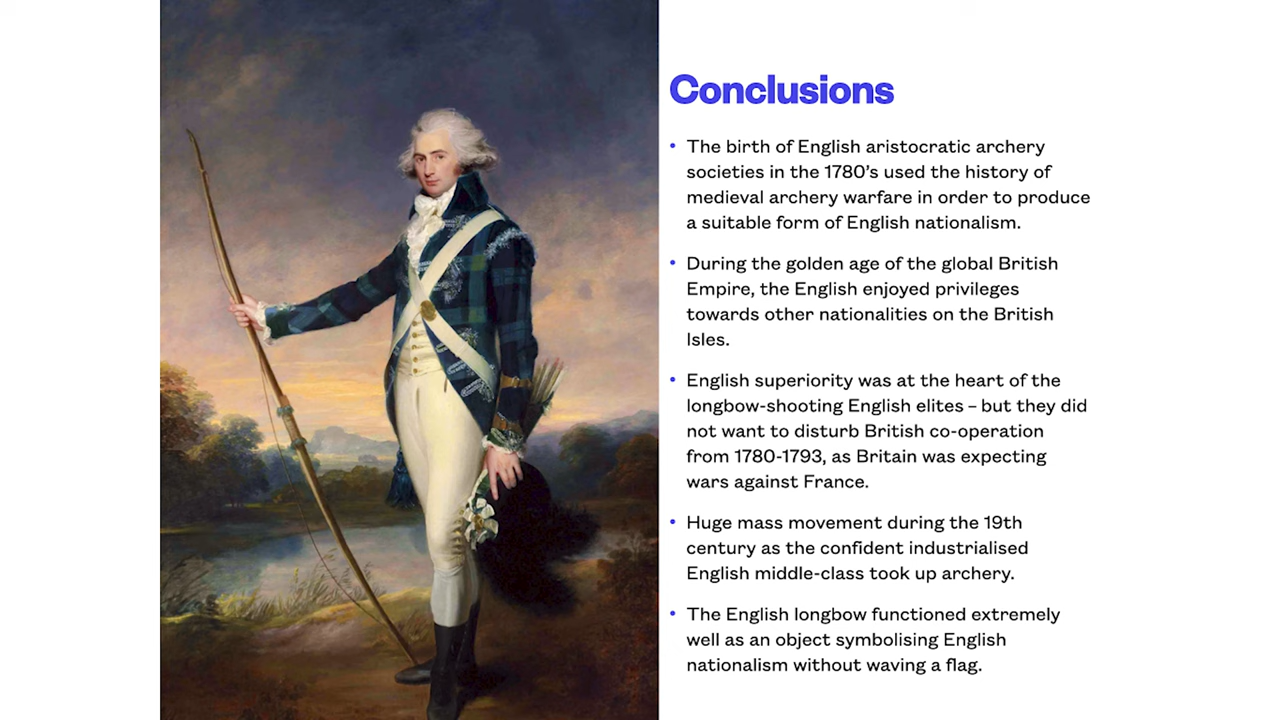 Conclusions
• The birth of English aristocratic archery
societies in the 1780’s used the history of
medieval archery warfare in order to produce
a suitable form of English nationalism.
• During the golden age of the global British
Empire, the English enjoyed privileges
towards other nationalities on the British
Isles.
• English superiority was at the heart of the
longbow-shooting English elites – but they did
not want to disturb British co-operation
from 1780-1793, as Britain was expecting
wars against France.
• Huge mass movement during the 19th
century as the confident industrialised
English middle-class took up archery.
• The English longbow functioned extremely
well as an object symbolising English
nationalism without waving a flag.